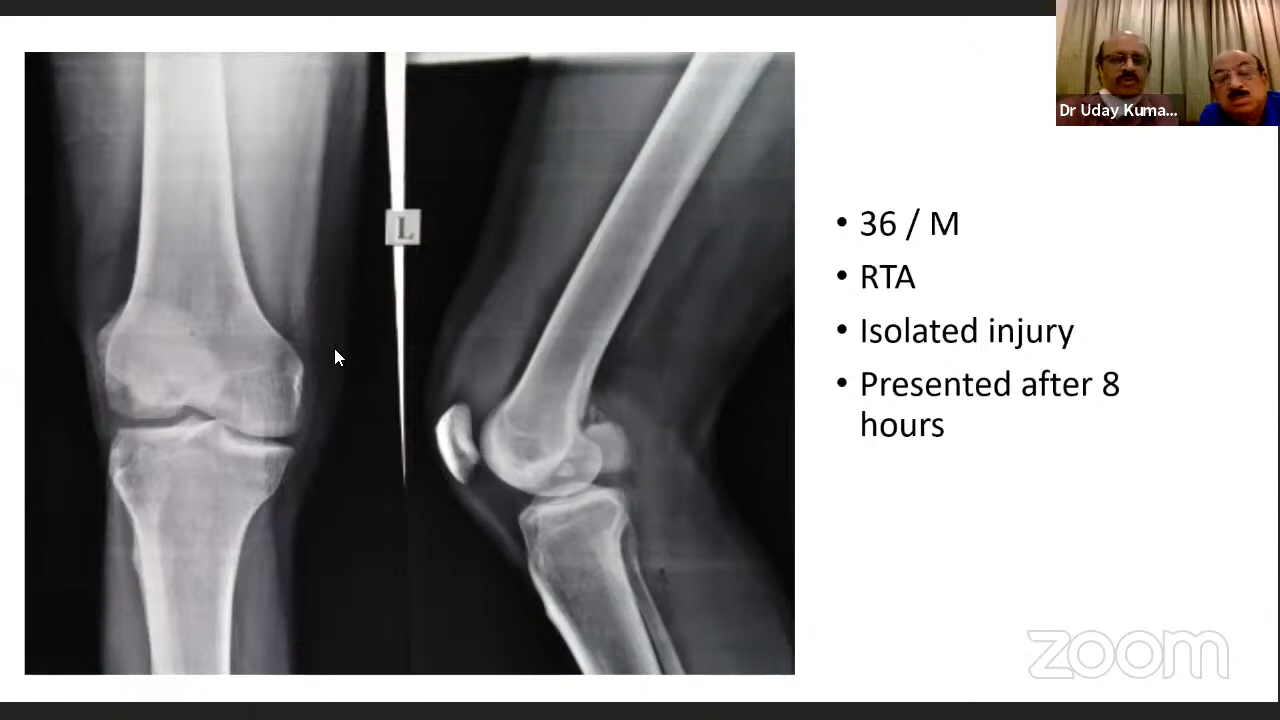 Dr Uday Kuma...
L
• 36 / M
• RTA
• Isolated injury
• Presented after 8
hours
zoom